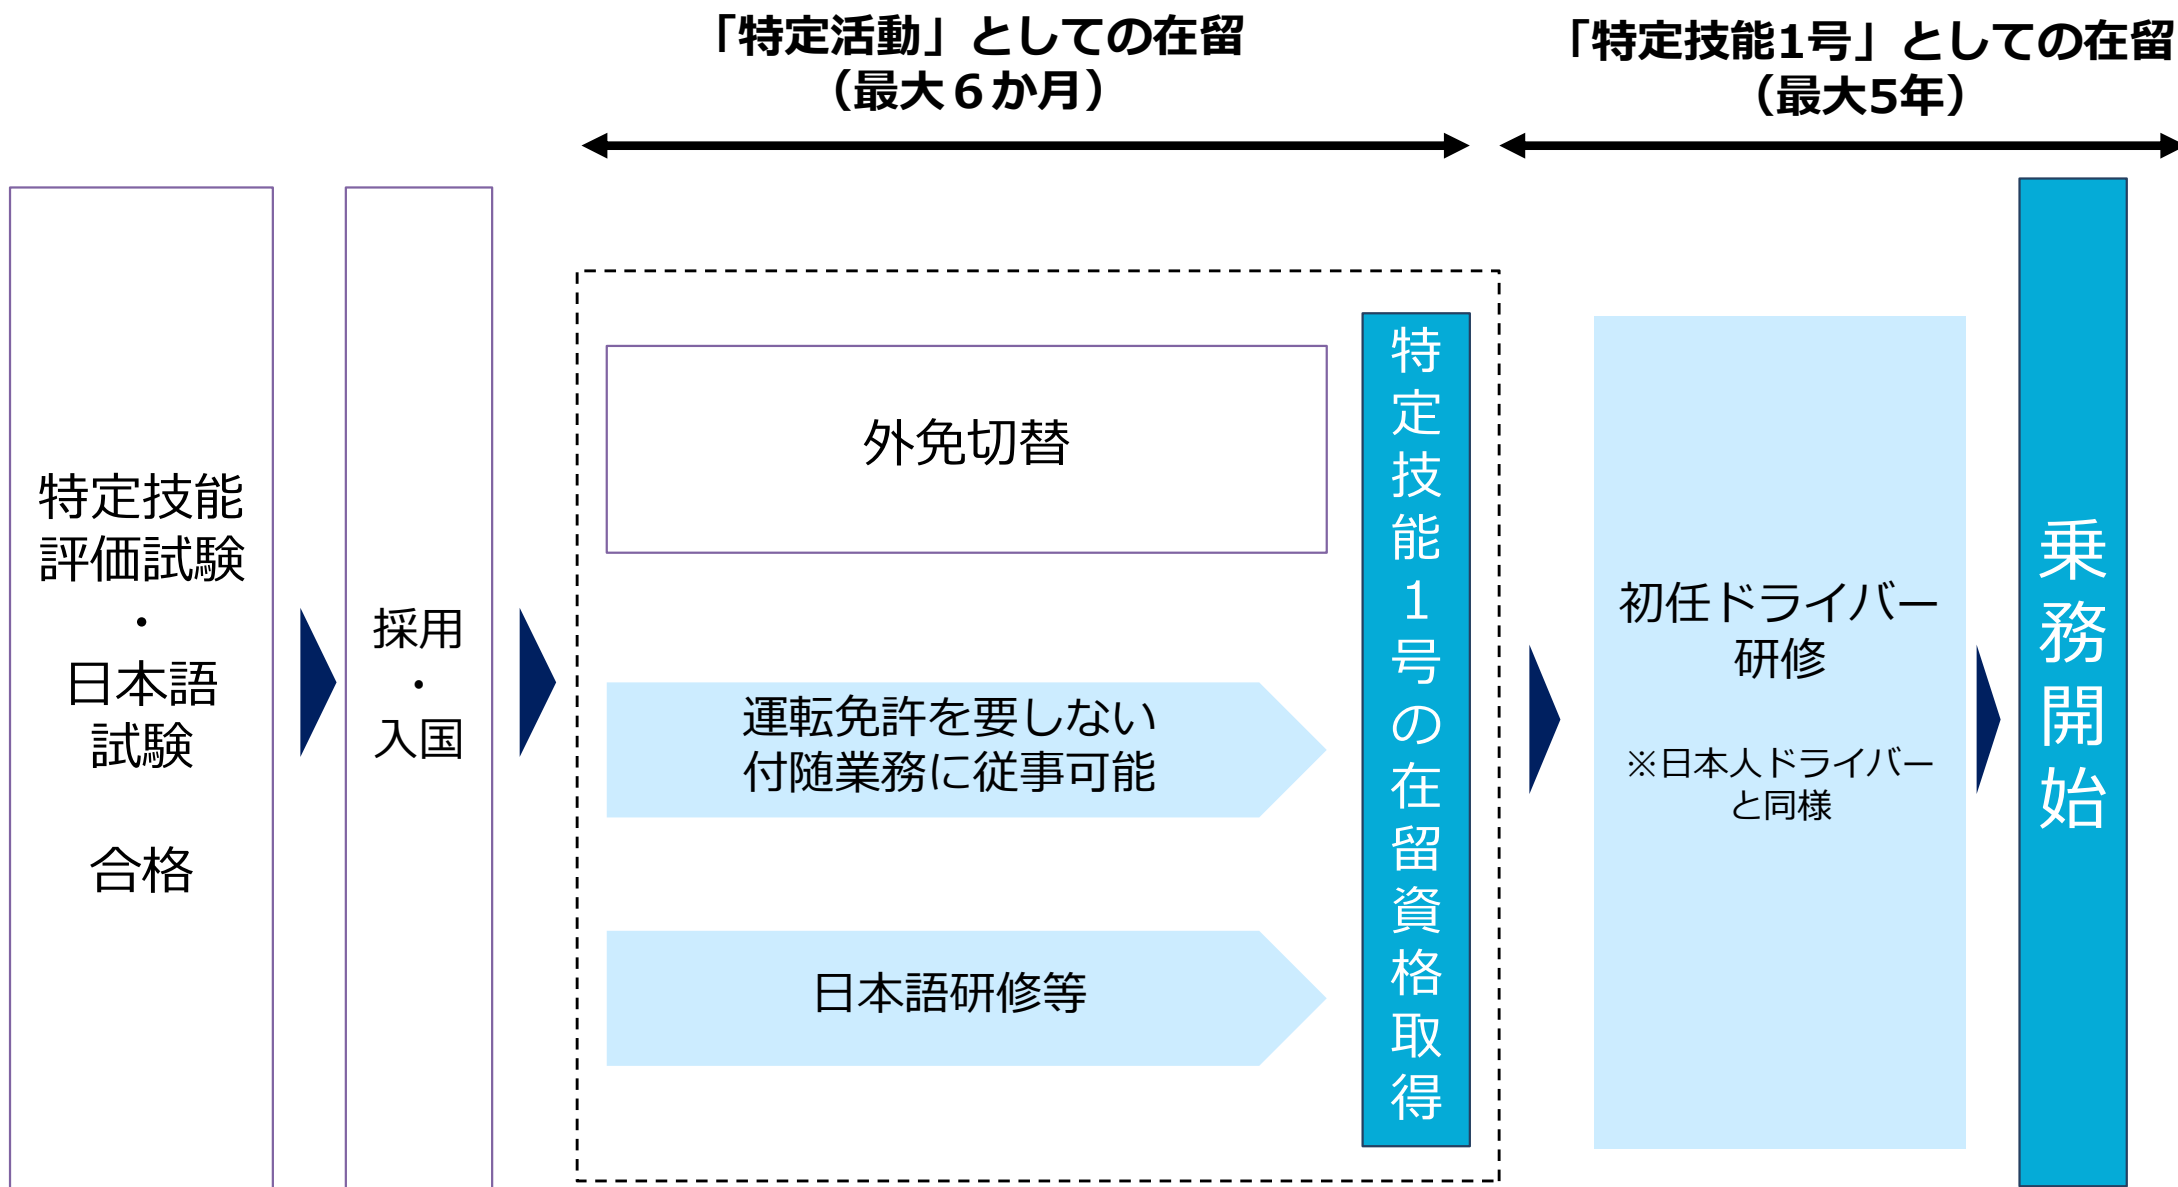 「特定活動」としての在留
（最大６か月）
「特定技能1号」としての在留
（最大5年）
特定技能
評価試験
・
日本語
試験
合格
採用
・
入国
外免切替
運転免許を要しない
付随業務に従事可能
日本語研修等
特定技能１号の在留資格取得
初任ドライバー
研修
※日本人ドライバー
と同様
乗務開始